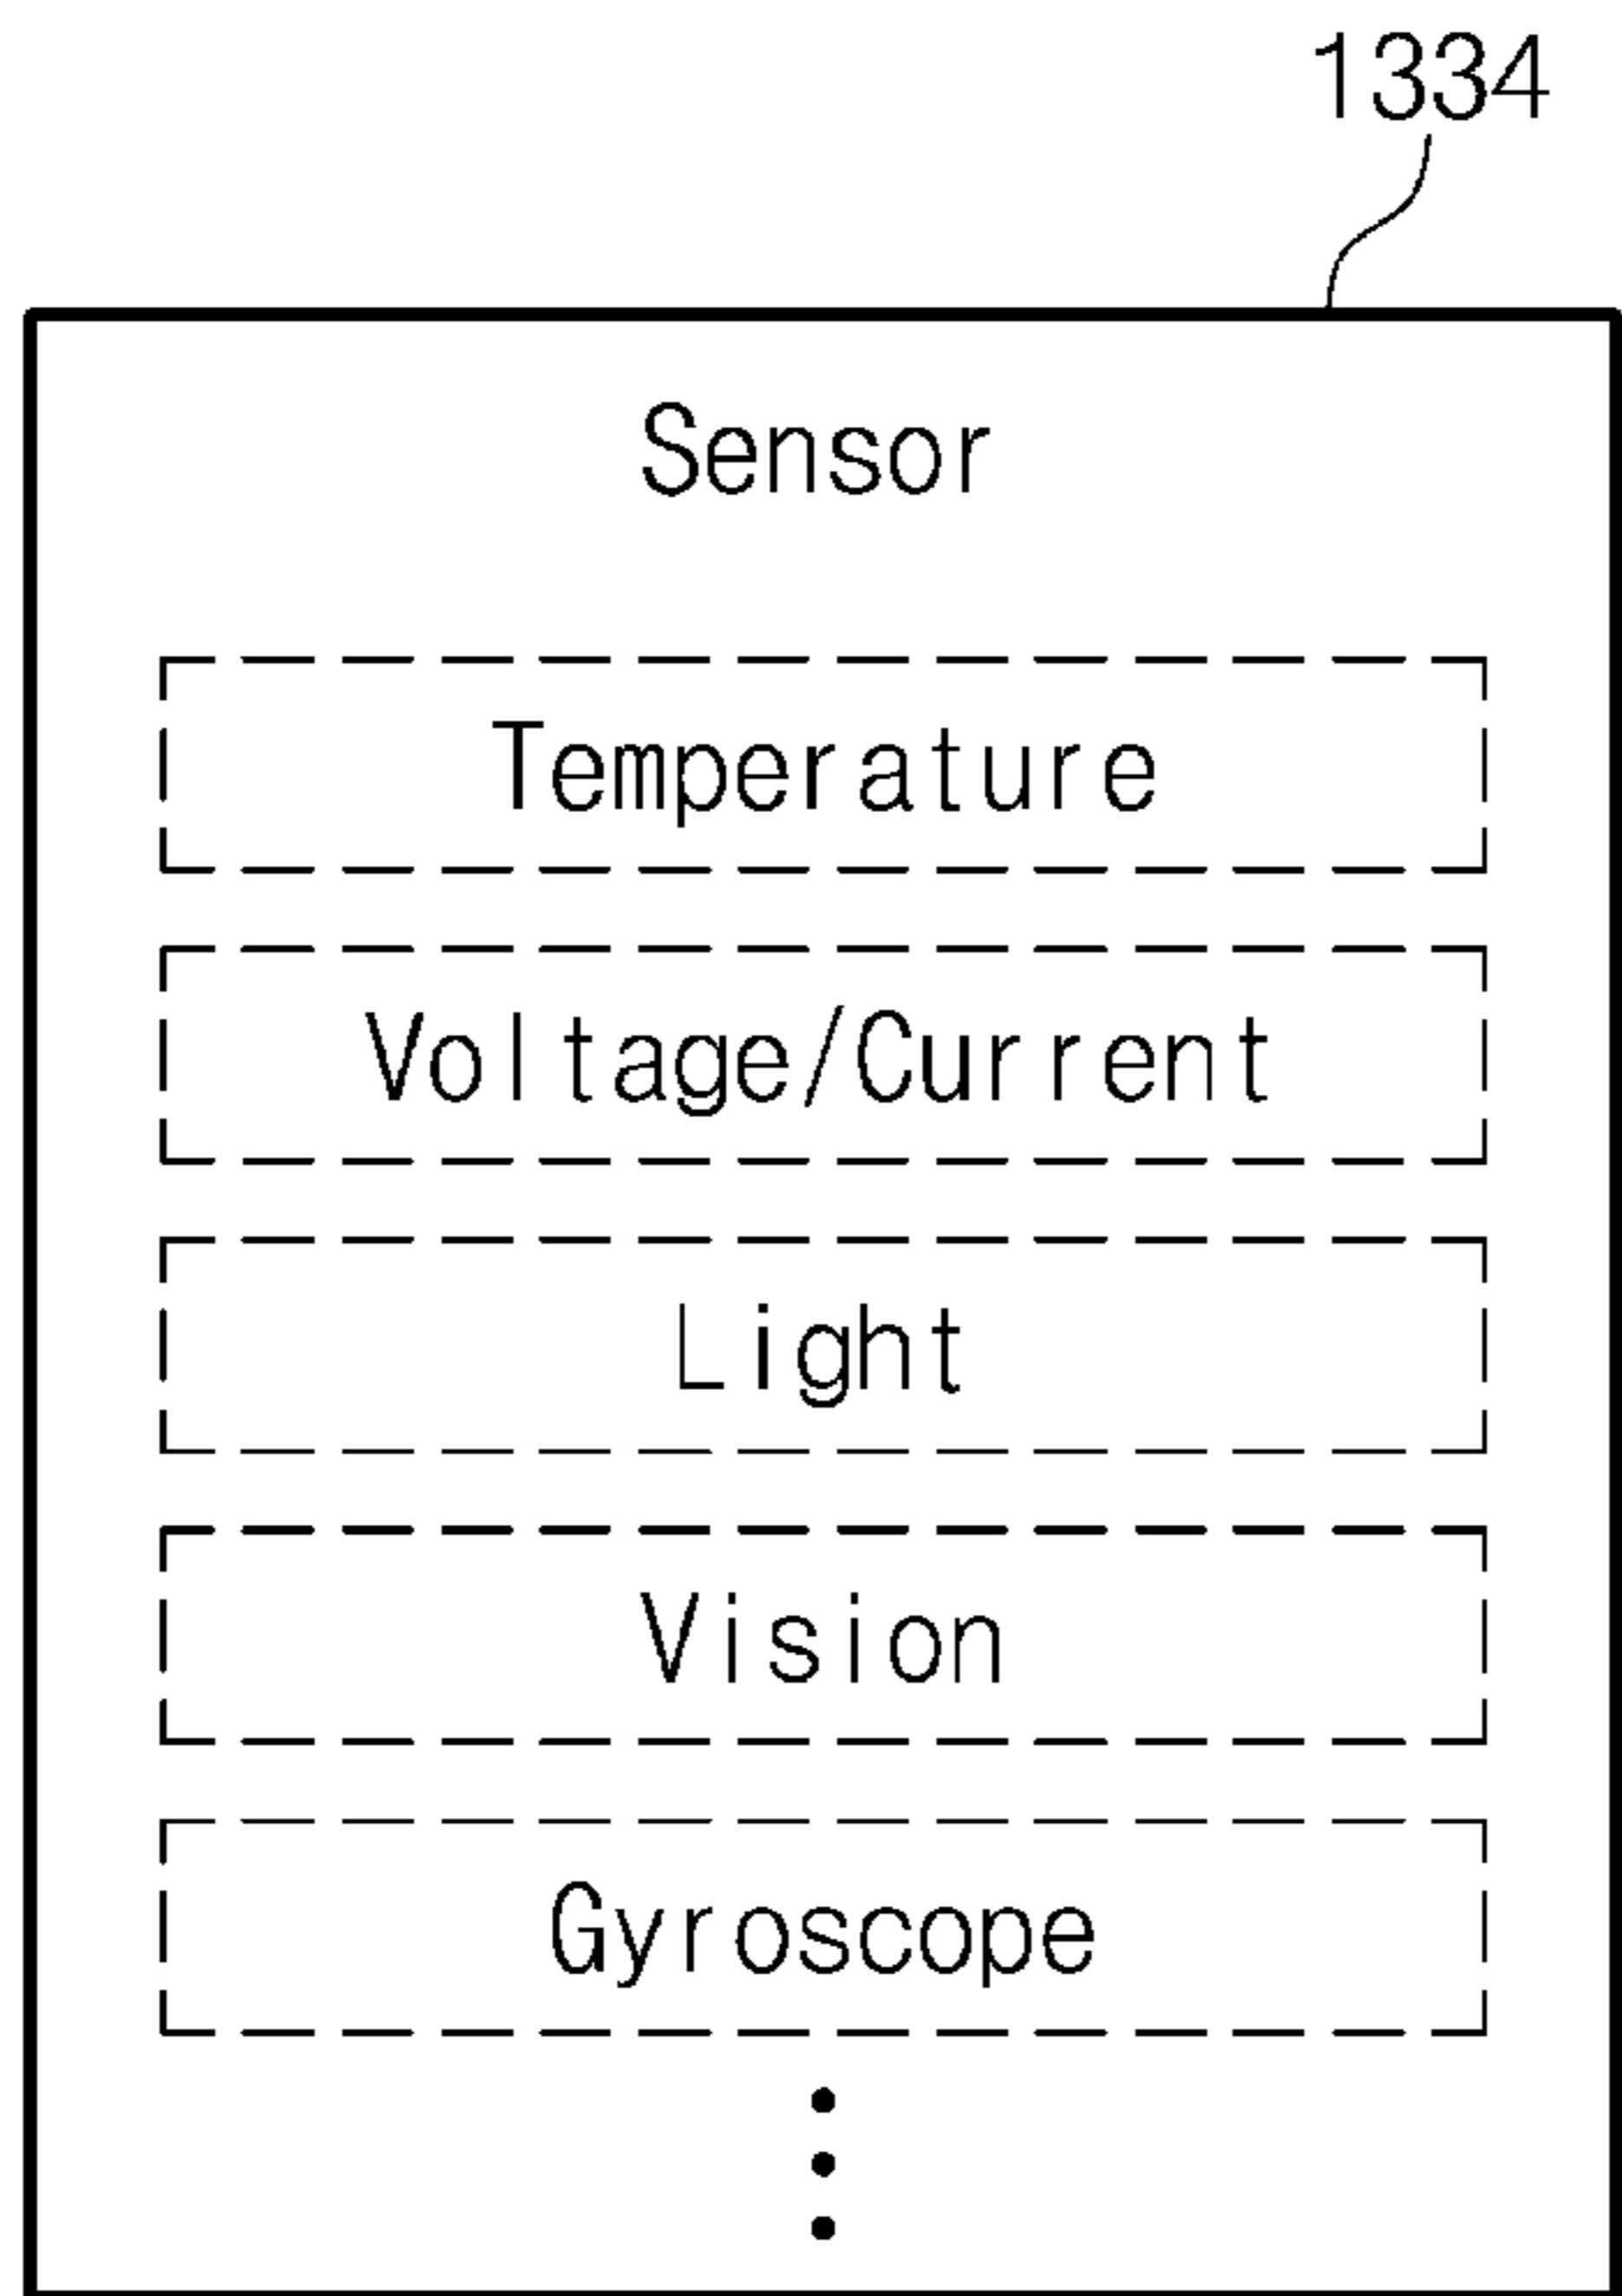 1334
Sensor
Temperature
Voltage/Current
Light
Vision
Gyroscope